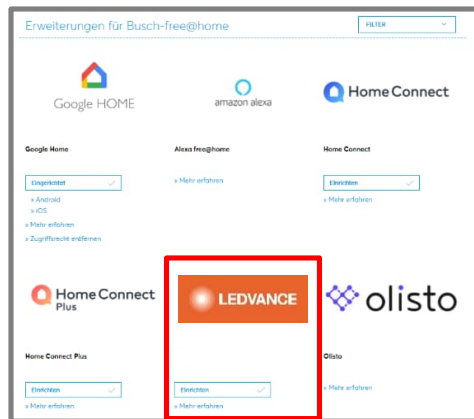 Erweiterungen für Busch-free@home
FILTER
Google HOME
amazon alexa
Home Connect
Google Home
Alexa free@home
Home Connect
Eingerichtet
» Mehr erfahren
Einrichten
» Android
» iOS
» Mehr erfahren
» Mehr erfahren
» Zugriffsrecht entfernen
Home Connect
Plus
LEDVANCE
olisto
Home Connect Plus
Olisto
Einrichten
Einrichten
» Mehr erfahren
» Mehr erfahren
» Mehr erfahren